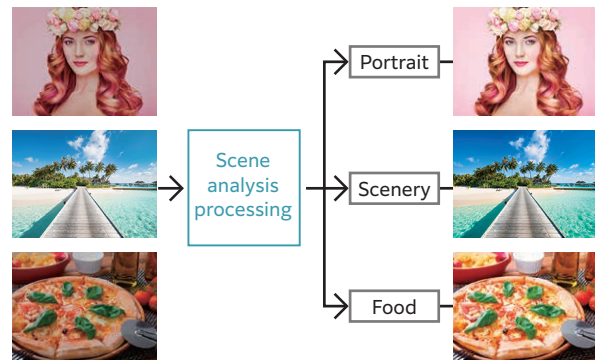 Scene
analysis
processing
Portrait
Scenery
Food